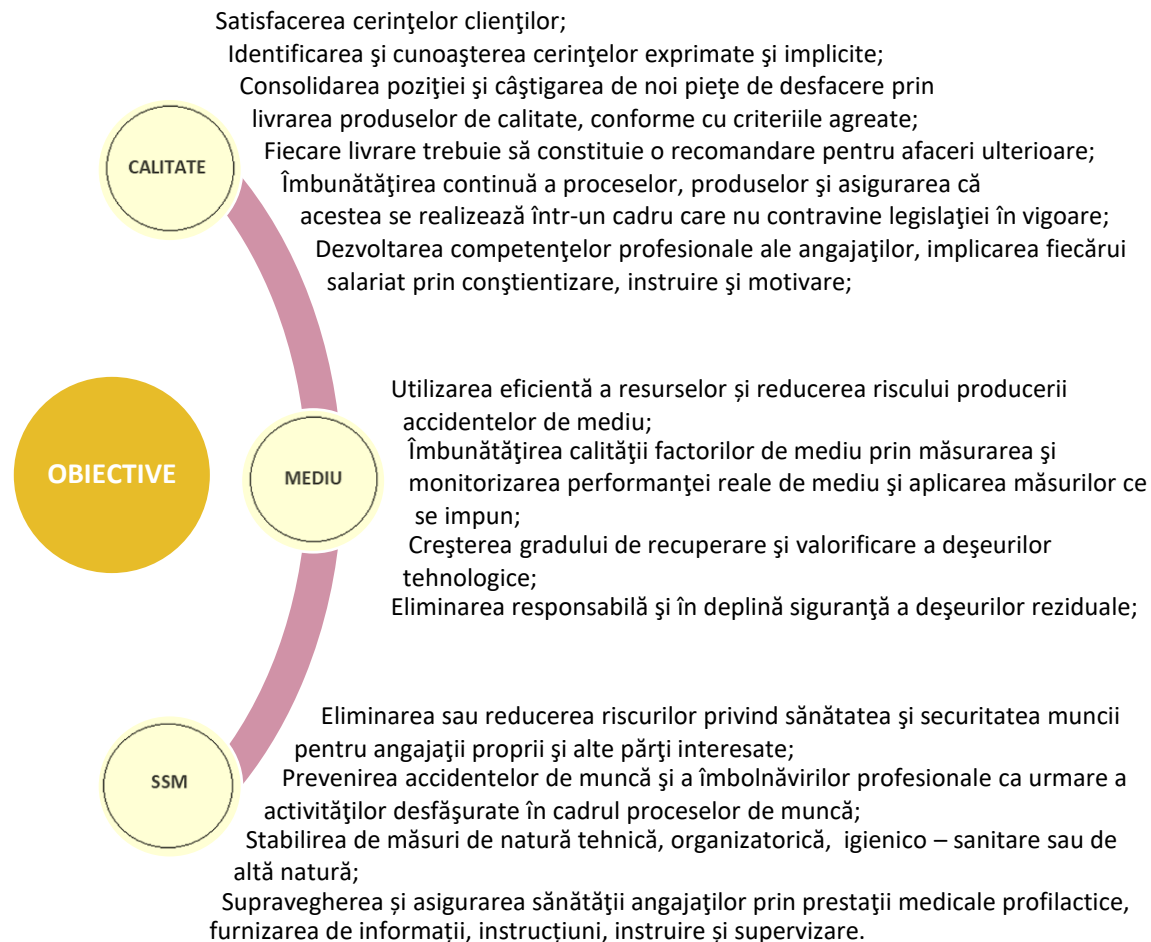 Satisfacerea cerinţelor clienţilor;
Identificarea şi cunoaşterea cerinţelor exprimate şi implicite;
Consolidarea poziţiei şi câştigarea de noi pieţe de desfacere prin
livrarea produselor de calitate, conforme cu criteriile agreate;
CALITATE
Fiecare livrare trebuie să constituie o recomandare pentru afaceri ulterioare;
Îmbunătăţirea continuă a proceselor, produselor şi asigurarea că
acestea se realizează într-un cadru care nu contravine legislaţiei în vigoare;
Dezvoltarea competenţelor profesionale ale angajaţilor, implicarea fiecărui
salariat prin conştientizare, instruire şi motivare;
OBIECTIVE
MEDIU
Utilizarea eficientă a resurselor și reducerea riscului producerii
accidentelor de mediu;
Îmbunătăţirea calităţii factorilor de mediu prin măsurarea şi
monitorizarea performanţei reale de mediu şi aplicarea măsurilor ce
se impun;
Creşterea gradului de recuperare şi valorificare a deşeurilor
tehnologice;
Eliminarea responsabilă şi în deplină siguranţă a deşeurilor reziduale;
SSM
Eliminarea sau reducerea riscurilor privind sănătatea şi securitatea muncii
pentru angajaţii proprii şi alte părţi interesate;
Prevenirea accidentelor de muncă şi a îmbolnăvirilor profesionale ca urmare a
activităţilor desfăşurate în cadrul proceselor de muncă;
Stabilirea de măsuri de natură tehnică, organizatorică, igienico – sanitare sau de
altă natură;
Supravegherea și asigurarea sănătăţii angajaţilor prin prestaţii medicale profilactice,
furnizarea de informații, instrucțiuni, instruire și supervizare.